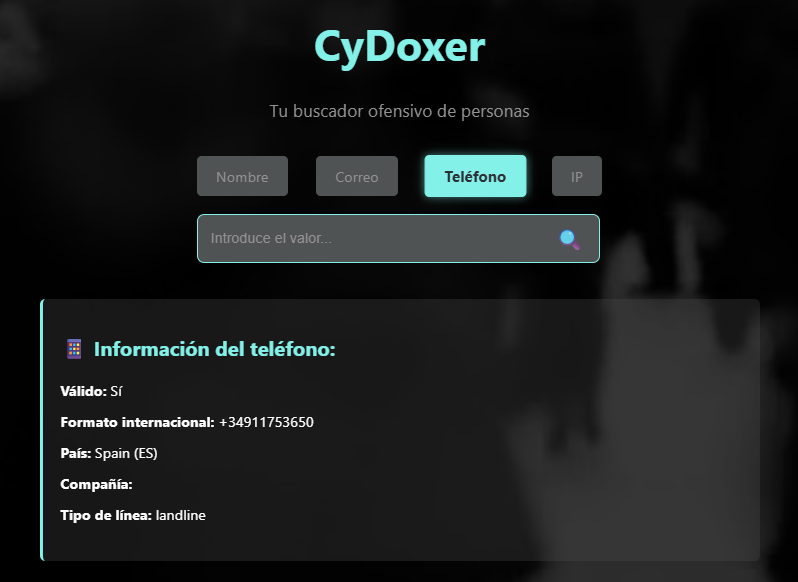 CyDoxer
Tu buscador ofensivo de personas
Nombre Correo Teléfono IP
Introduce el valor...
Información del teléfono:
Válido: Sí
Formato internacional: +34911753650
País: Spain (ES)
Compañía:
Tipo de línea: landline